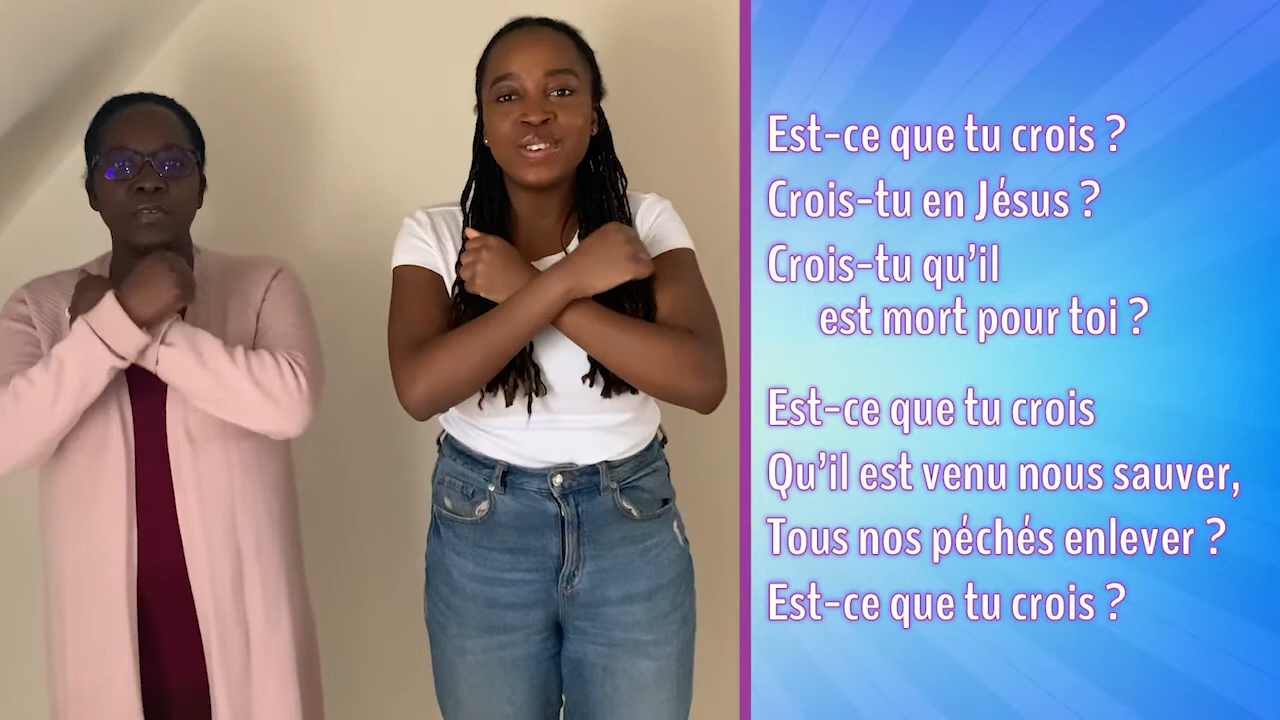 Est-ce que tu crois ?
Crois-tu en Jésus ?
Crois-tu qu’il
est mort pour toi ?
Est-ce que tu crois
Qu’il est venu nous sauver,
Tous nos péchés enlever ?
Est-ce que tu crois ?